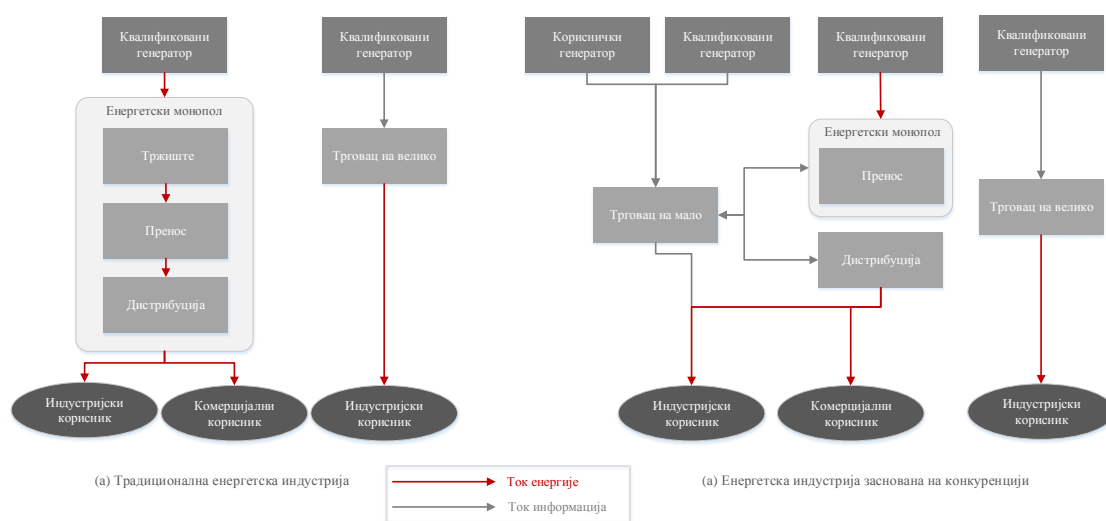 Квалификовани
генератор
Енергетски монопол
Тржиште
Пренос
Дистрибуција
Индустријски
корисник
Комерцијални
корисник
Квалификовани
генератор
Трговац на велико
Индустријски
корисник
(а) Традиционална енергетска индустрија
Кориснички
генератор
Квалификовани
генератор
Квалификовани
генератор
Енергетски монопол
Пренос
Трговац на мало
Дистрибуција
Индустријски
корисник
Комерцијални
корисник
Квалификовани
генератор
Трговац на велико
Индустријски
корисник
(а) Енергетска индустрија заснована на конкуренцији
Ток енергије
Ток информација